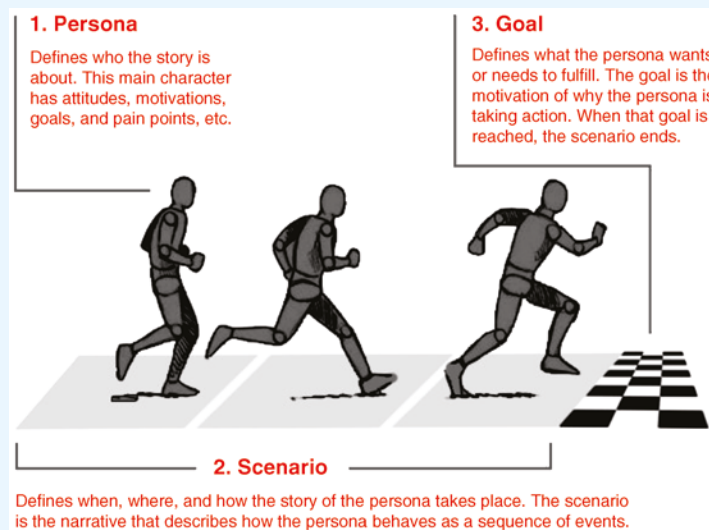 1. Persona
Defines who the story is
about. This main character
has attitudes, motivations,
goals, and pain points, etc.
3. Goal
Defines what the persona wants
or needs to fulfill. The goal is the
motivation of why the persona is
taking action. When that goal is
reached, the scenario ends.
2. Scenario
Defines when, where, and how the story of the persona takes place. The scenario
is the narrative that describes how the persona behaves as a sequence of events.